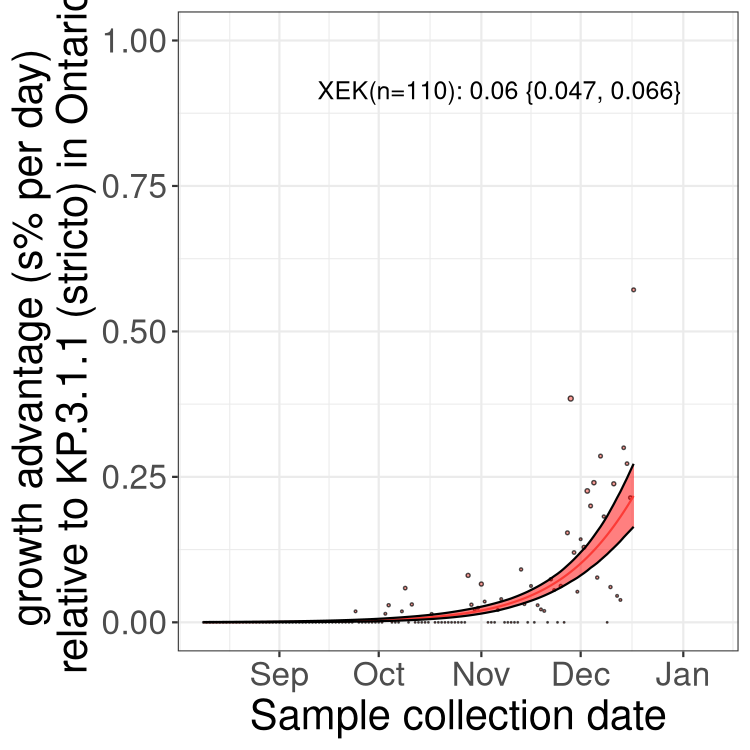 growth advantage (s% per day)
relative to KP.3.1.1 (stricto) in Ontario
1.00
0.75
0.50
0.25
0.00
XEK(n=110): 0.06 {0.047, 0.066}
Sep Oct Nov Dec Jan
Sample collection date